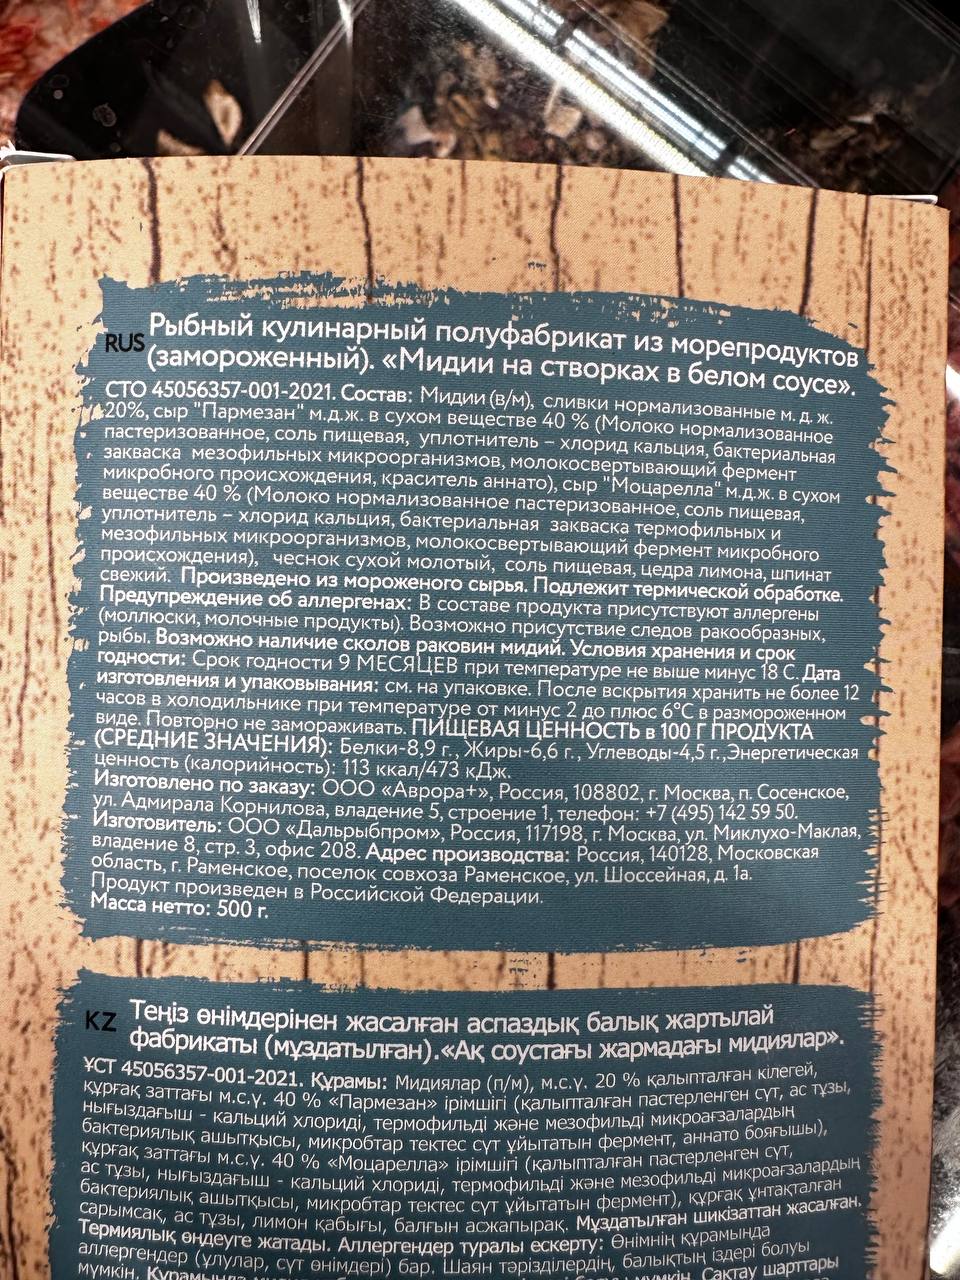 RUS Рыбный кулинарный полуфабрикат из морепродуктов
(замороженный). «Мидии на створках в белом соусе».
СТО 45056357-001-2021. Состав: Мидии (в/м), сливки нормализованные м. д. ж.
20%, сыр "Пармезан" м.д.ж. в сухом веществе 40 % (Молоко нормализованное
пастеризованное, соль пищевая, уплотнитель – хлорид кальция, бактериальная
закваска мезофильных микроорганизмов, молокосвертывающий фермент
микробного происхождения, краситель аннато), сыр "Моцарелла" м.д.ж. в сухом
веществе 40 % (Молоко нормализованное пастеризованное, соль пищевая,
уплотнитель – хлорид кальция, бактериальная закваска термофильных и
мезофильных микроорганизмов, молокосвертывающий фермент микробного
происхождения), чеснок сухой молотый, соль пищевая, цедра лимона, шпинат
свежий. Произведено из мороженого сырья. Подлежит термической обработке.
Предупреждение об аллергенах: В составе продукта присутствуют аллергены
(моллюски, молочные продукты). Возможно присутствие следов ракообразных,
рыбы. Возможно наличие сколов раковин мидий. Условия хранения и срок
годности: Срок годности 9 МЕСЯЦЕВ при температуре не выше минус 18 С. Дата
изготовления и упаковывания: см. на упаковке. После вскрытия хранить не более 12
часов в холодильнике при температуре от минус 2 до плюс 6°С в размороженном
виде. Повторно не замораживать. ПИЩЕВАЯ ЦЕННОСТЬ в 100 Г ПРОДУКТА
(СРЕДНИЕ ЗНАЧЕНИЯ): Белки-8,9 г., Жиры-6,6 г., Углеводы-4,5 г.,Энергетическая
ценность (калорийность): 113 ккал/473 кДж.
Изготовлено по заказу: ООО «Аврора+», Россия, 108802, г. Москва, п. Сосенское,
ул. Адмирала Корнилова, владение 5, строение 1, телефон: +7 (495) 142 59 50.
Изготовитель: ООО «Дальрыбпром», Россия, 117198, г. Москва, ул. Миклухо-Маклая,
владение 8, стр. 3, офис 208. Адрес производства: Россия, 140128, Московская
область, г. Раменское, поселок совхоза Раменское, ул. Шоссейная, д. 1а.
Продукт произведен в Российской Федерации.
Масса нетто: 500 г.
KZ Теңіз өнімдерінен жасалған аспаздық балық жартылай
фабрикаты (мұздатылған).«Ақ соустағы жармадағы мидиялар».
ҰСТ 45056357-001-2021. Құрамы: Мидиялар (п/м), м.с.ү. 20 % қалыпталған кілегей,
құрғақ заттағы м.с.ү. 40 % «Пармезан» ірімшігі (қалыпталған пастерленген сүт, ас тұзы,
нығыздағыш - кальций хлориді, термофильді және мезофильді микроағзалардың
бактериялық ашытқысы, микробтар тектес сүт ұйытатын фермент, аннато бояғышы),
құрғақ заттағы м.с.ү. 40 % «Моцарелла» ірімшігі (қалыпталған пастерленген сүт,
ас тұзы, нығыздағыш - кальций хлориді, термофильді және мезофильді микроағзалардың
бактериялық ашытқысы, микробтар тектес сүт ұйытатын фермент), құрғақ ұнтақталған
сарымсақ, ас тұзы, лимон қабығы, балғын асжапырақ. Мұздатылған шикізаттан жасалған.
Термиялық өңдеуге жатады. Аллергендер туралы ескерту: Өнімнің құрамында
аллергендер (ұлулар, сүт өнімдері) бар. Шаян тәрізділердің, балықтың іздері болуы
мүмкін. Сақтау шарттары